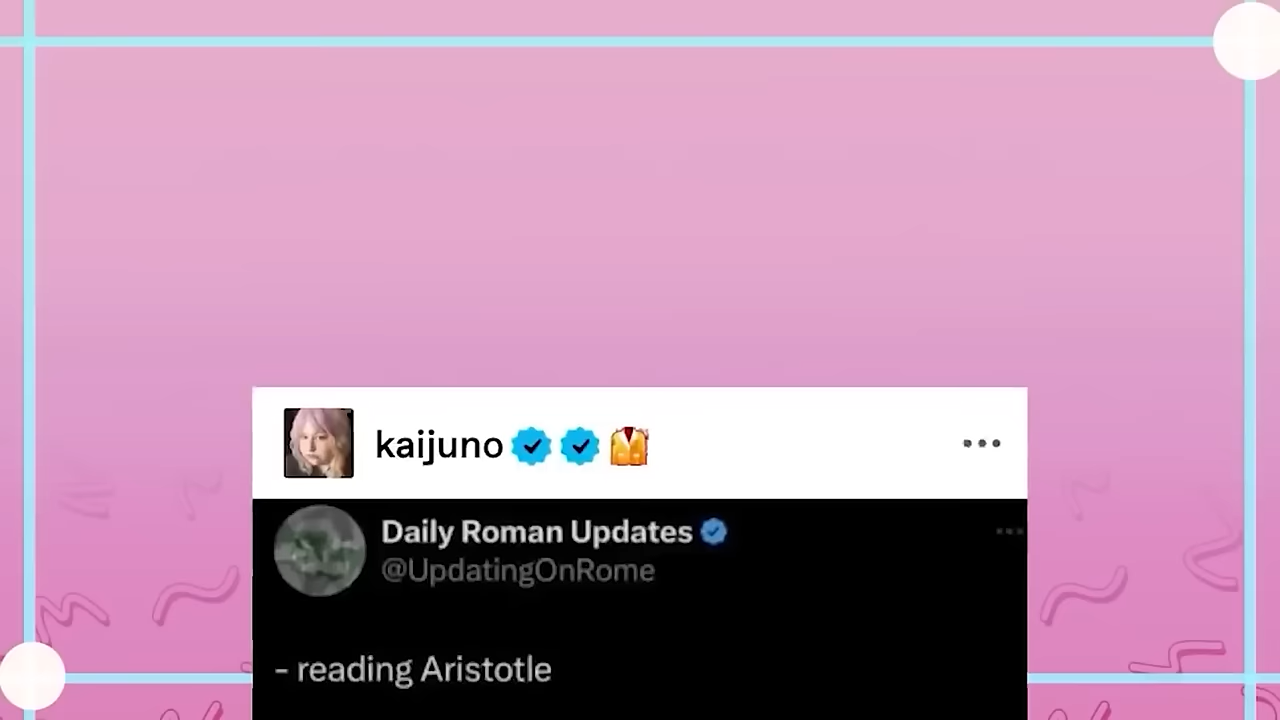 kaijuno
Daily Roman Updates
@UpdatingOnRome
- reading Aristotle